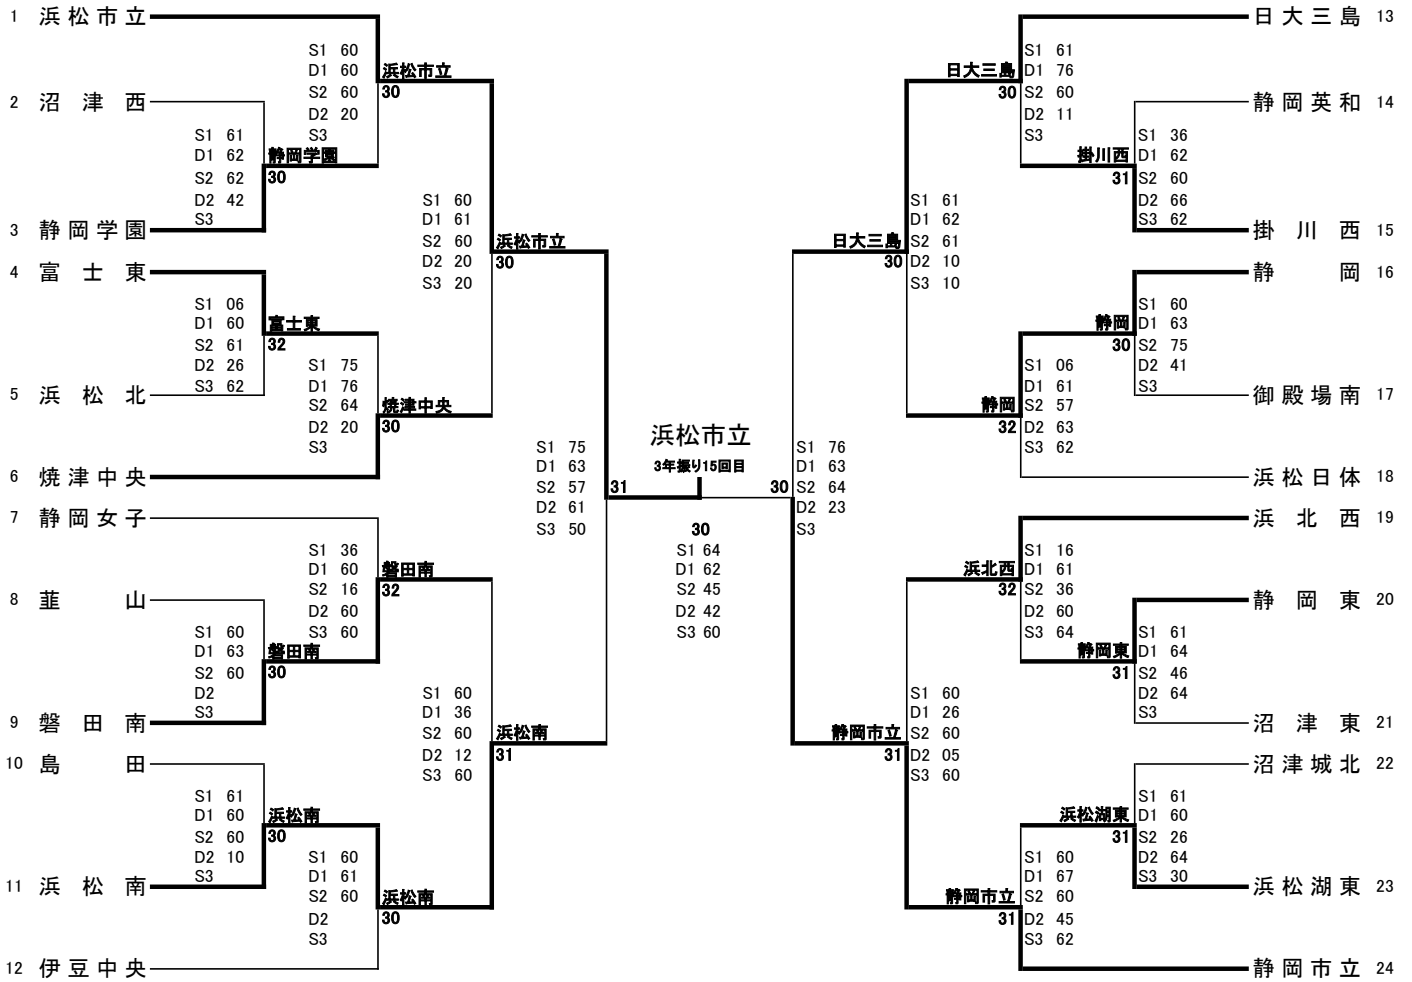 1 浜松市立
S1 60
D1 60
S2 60
D2 20
S3
浜松市立
30
2 沼津西
S1 61
D1 62
S2 62
D2 42
S3
静岡学園
30
3 静岡学園
S1 60
D1 61
S2 60
D2 20
S3 20
浜松市立
30
4 富士東
S1 06
D1 60
S2 61
D2 26
S3 62
富士東
32
5 浜松北
S1 75
D1 76
S2 64
D2 20
S3
焼津中央
30
6 焼津中央
S1 75
D1 63
S2 57
D2 61
S3 50
31
7 静岡女子
S1 36
D1 60
S2 16
D2 60
S3 60
磐田南
32
8 韮山
S1 60
D1 63
S2 60
D2
S3
磐田南
30
9 磐田南
S1 60
D1 36
S2 60
D2 12
S3 60
浜松南
31
10 島田
S1 61
D1 60
S2 60
D2 10
S3
浜松南
30
11 浜松南
S1 60
D1 61
S2 60
D2
S3
浜松南
30
12 伊豆中央
浜松市立
3年振り15回目
30
S1 64
D1 62
S2 45
D2 42
S3 60
日大三島 13
日大三島
30
S1 61
D1 76
S2 60
D2 11
S3
静岡英和 14
掛川西
31
S1 36
D1 62
S2 60
D2 66
S3 62
掛川西 15
日大三島
30
S1 61
D1 62
S2 61
D2 10
S3 10
静岡 16
静岡
30
S1 60
D1 63
S2 75
D2 41
S3
御殿場南 17
静岡
32
S1 06
D1 61
S2 57
D2 63
S3 62
浜松日体 18
30
S1 76
D1 63
S2 64
D2 23
S3
浜北西 19
浜北西
32
S1 16
D1 61
S2 36
D2 60
S3 64
静岡東 20
静岡東
31
S1 61
D1 64
S2 46
D2 64
S3
沼津東 21
静岡市立
31
S1 60
D1 26
S2 60
D2 05
S3 60
沼津城北 22
浜松湖東
31
S1 61
D1 60
S2 26
D2 64
S3 30
浜松湖東 23
静岡市立
31
S1 60
D1 67
S2 60
D2 45
S3 62
静岡市立 24